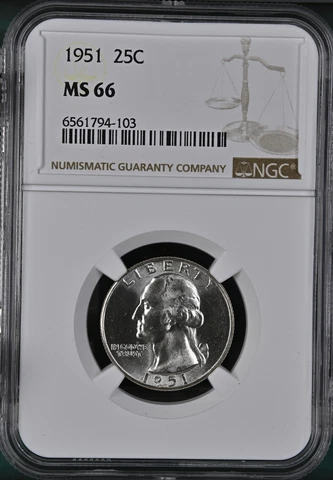 1951 25C
MS 66
6561794-103
NUMISMATIC GUARANTY COMPANY
NGC
LIBERTY
IN GOD WE
TRUST
1951